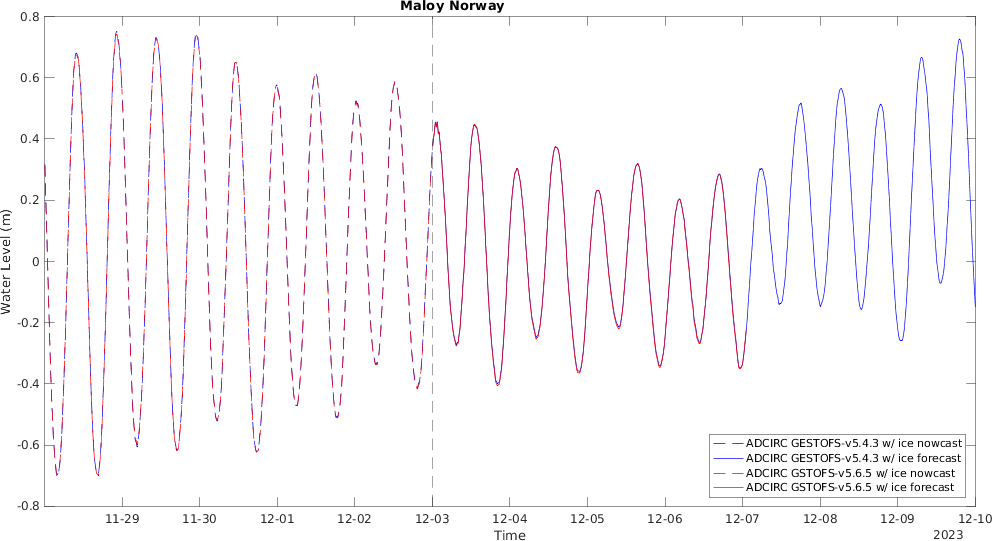 Maloy Norway
0.8
0.6
0.4
0.2
0
-0.2
-0.4
-0.6
-0.8
Water Level (m)
ADCIRC GESTOFS-v5.4.3 w/ ice nowcast
ADCIRC GESTOFS-v5.4.3 w/ ice forecast
ADCIRC GSTOFS-v5.6.5 w/ ice nowcast
ADCIRC GSTOFS-v5.6.5 w/ ice forecast
11-29 11-30 12-01 12-02 12-03 12-04 12-05 12-06 12-07 12-08 12-09 12-10
Time
2023